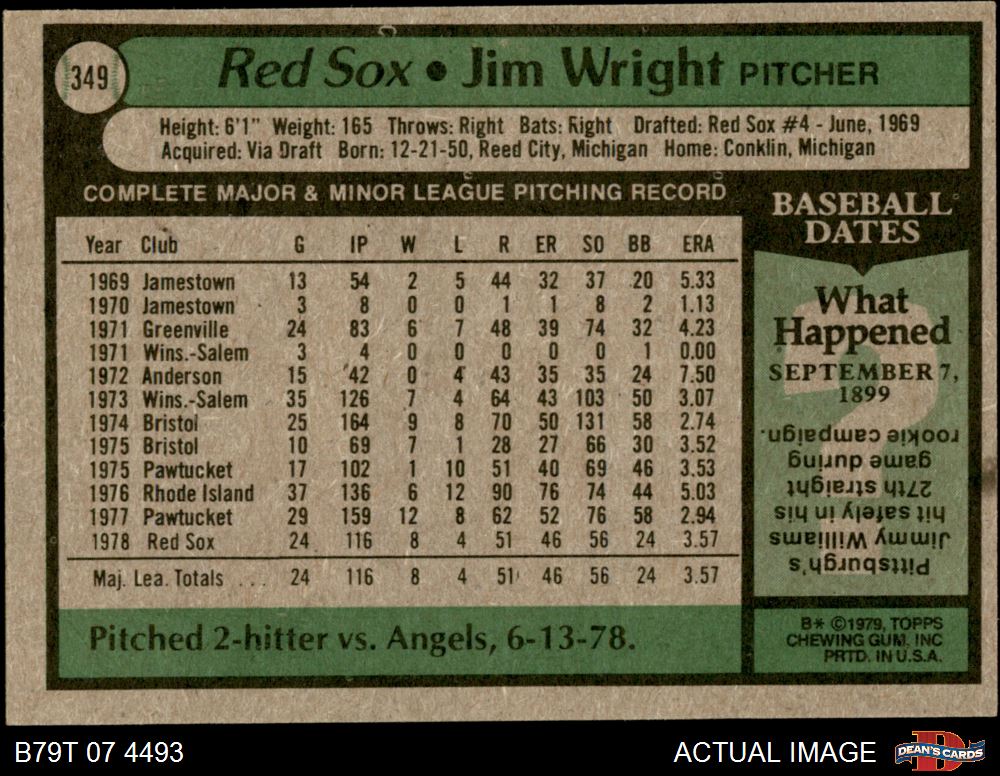 349
Red Sox • Jim Wright PITCHER
Height: 6'1" Weight: 165 Throws: Right Bats: Right Drafted: Red Sox #4 - June, 1969
Acquired: Via Draft Born: 12-21-50, Reed City, Michigan Home: Conklin, Michigan
COMPLETE MAJOR & MINOR LEAGUE PITCHING RECORD
Year Club G IP W L R ER SO BB ERA
1969 Jamestown 13 54 2 5 44 32 37 20 5.33
1970 Jamestown 3 8 0 0 1 1 8 2 1.13
1971 Greenville 24 83 6 7 48 39 74 32 4.23
1971 Wins.-Salem 3 4 0 0 0 0 0 1 0.00
1972 Anderson 15 42 0 4 43 35 35 24 7.50
1973 Wins.-Salem 35 126 7 4 64 43 103 50 3.07
1974 Bristol 25 164 9 8 70 50 131 58 2.74
1975 Bristol 10 69 7 1 28 27 66 30 3.52
1975 Pawtucket 17 102 1 10 51 40 69 46 3.53
1976 Rhode Island 37 136 6 12 90 76 74 44 5.03
1977 Pawtucket 29 159 12 8 62 52 76 58 2.94
1978 Red Sox 24 116 8 4 51 46 56 24 3.57
Maj. Lea. Totals ... 24 116 8 4 51 46 56 24 3.57
Pitched 2-hitter vs. Angels, 6-13-78.
BASEBALL
DATES
What
Happened
SEPTEMBER 7,
1899
Pittsburgh's
Jimmy Williams
hit safely in his
27th straight
game during
rookie campaign.
B* ©1979, TOPPS
CHEWING GUM. INC
PRTD. IN U.S.A.
B79T 07 4493
ACTUAL IMAGE
DEAN'S CARDS